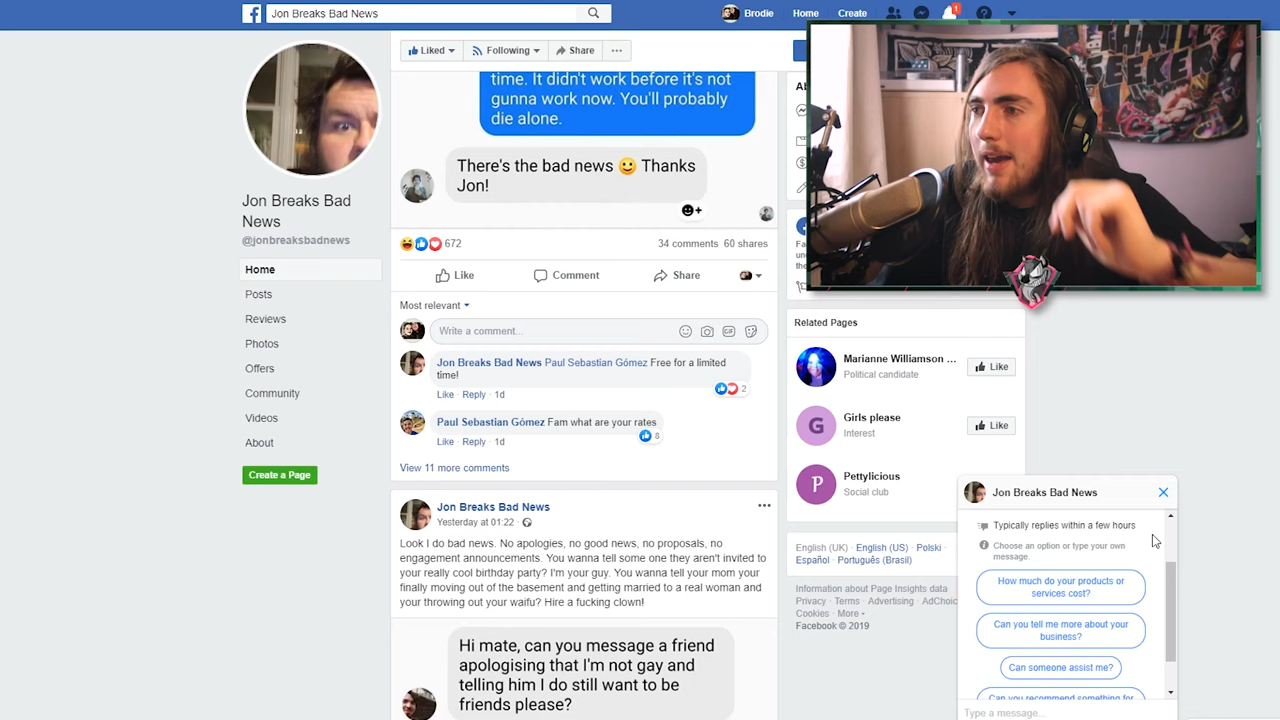 Jon Breaks Bad News
Brodie
Home
Create
1
Liked
Following
Share
time. It didn't work before it's not
gunna work now. You'll probably
die alone.
There's the bad news 😉 Thanks
Jon!
672
34 comments 60 shares
Like
Comment
Share
Most relevant
Write a comment...
Jon Breaks Bad News Paul Sebastian Gómez Free for a limited
time!
2
Like · Reply · 1d
Paul Sebastian Gómez Fam what are your rates
8
Like · Reply · 1d
View 11 more comments
Jon Breaks Bad News
Yesterday at 01:22 ·
Look I do bad news. No apologies, no good news, no proposals, no
engagement announcements. You wanna tell some one they aren't invited to
your really cool birthday party? I'm your guy. You wanna tell your mom your
finally moving out of the basement and getting married to a real woman and
your throwing out your waifu? Hire a fucking clown!
Hi mate, can you message a friend
apologising that I'm not gay and
telling him I do still want to be
friends please?
Jon Breaks Bad
News
@jonbreaksbadnews
Home
Posts
Reviews
Photos
Offers
Community
Videos
About
Create a Page
THRILL
SEEKER
Related Pages
Marianne Williamson ...
Political candidate
Like
G
Girls please
Interest
Like
P
Pettylicious
Social club
English (UK) · English (US) · Polski ·
Español · Português (Brasil)
Information about Page Insights data
Privacy · Terms · Advertising · AdChoic
Cookies · More
Facebook © 2019
Jon Breaks Bad News
Typically replies within a few hours
Choose an option or type your own
message.
How much do your products or
services cost?
Can you tell me more about your
business?
Can someone assist me?
Can you recommend something for
Type a message...